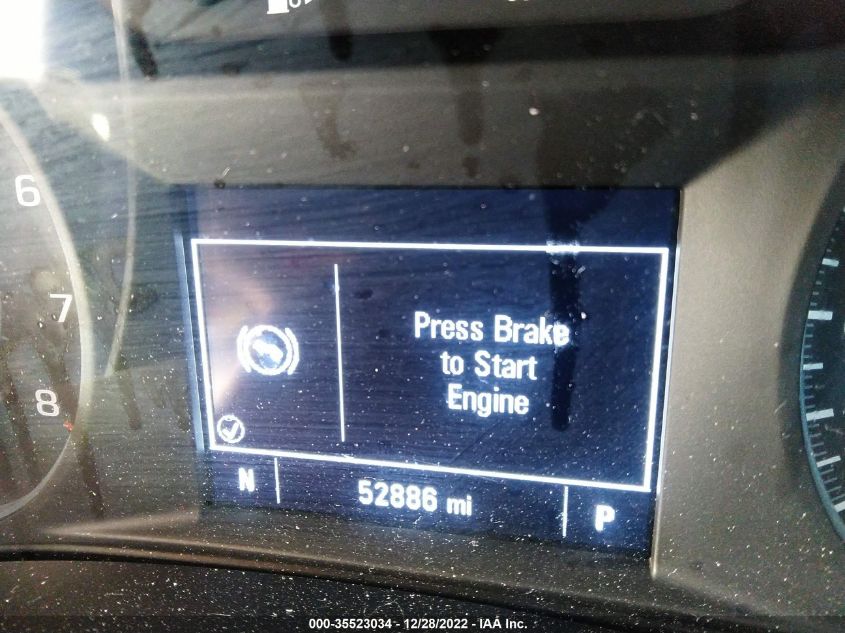 6
7
8
Press Brake
to Start
Engine
N 52886 mi P
000-35523034 - 12/28/2022 - IAA Inc.